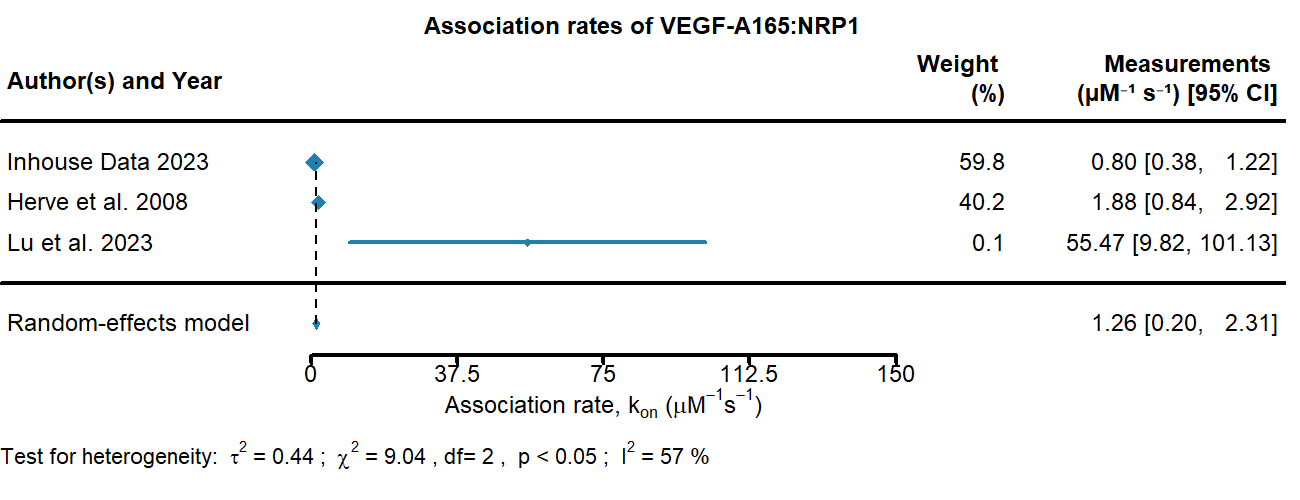 Association rates of VEGF-A165:NRP1
Author(s) and Year
Weight (%)
Measurements (µM⁻¹ s⁻¹) [95% CI]
Inhouse Data 2023 59.8 0.80 [0.38, 1.22]
Herve et al. 2008 40.2 1.88 [0.84, 2.92]
Lu et al. 2023 0.1 55.47 [9.82, 101.13]
Random-effects model 1.26 [0.20, 2.31]
0 37.5 75 112.5 150
Association rate, kon (µM⁻¹s⁻¹)
Test for heterogeneity: τ² = 0.44 ; χ² = 9.04 , df= 2 , p < 0.05 ; I² = 57 %